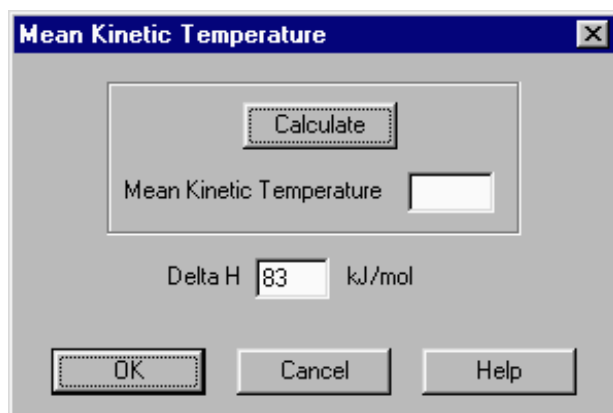 Mean Kinetic Temperature
Calculate
Mean Kinetic Temperature
Delta H 83 kJ/mol
OK Cancel Help